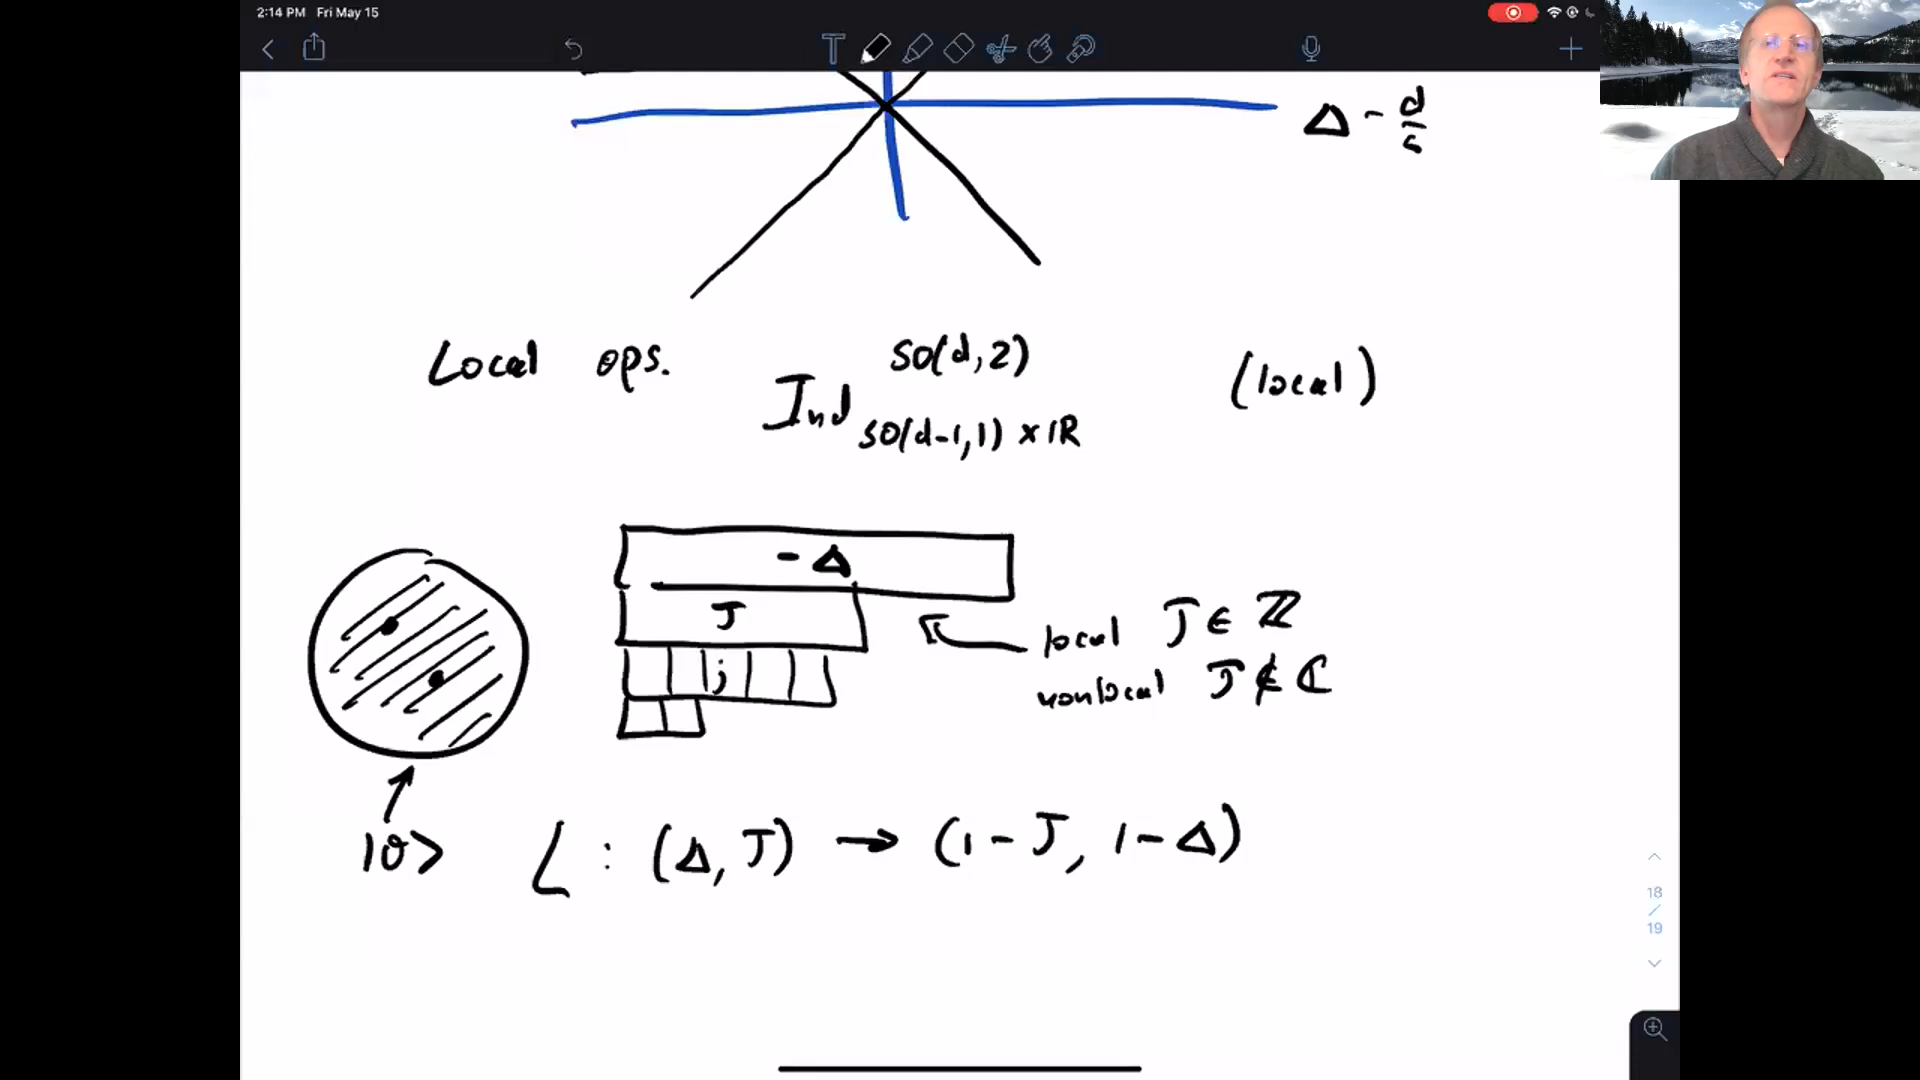 2:14 PM Fri May 15
T
Δ - d/2
Local ops. Ind SO(d,2) SO(d-1,1) × ℝ (local)
- Δ
J
j
local J ∈ ℤ
nonlocal J ∉ ℂ
|O>
L : (Δ, J) → (1 - J, 1 - Δ)
18
/
19